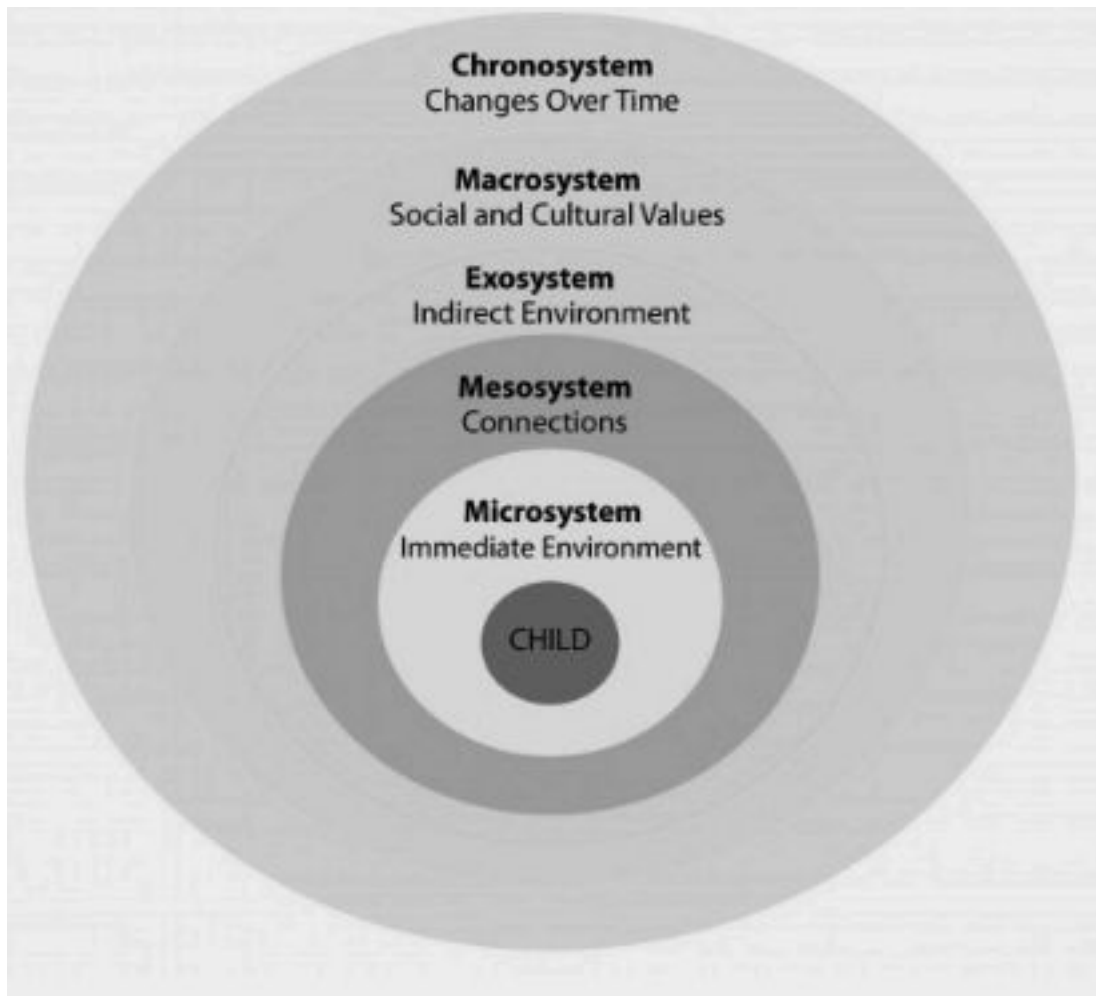 Chronosystem
Changes Over Time
Macrosystem
Social and Cultural Values
Exosystem
Indirect Environment
Mesosystem
Connections
Microsystem
Immediate Environment
CHILD